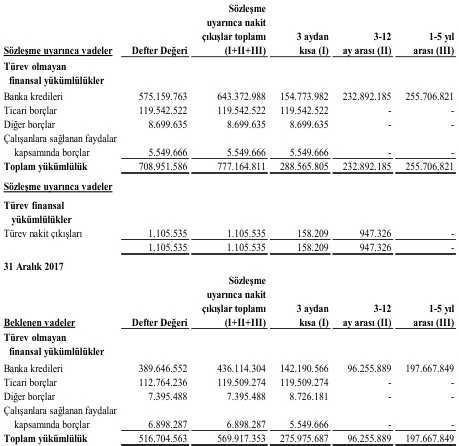 Sözleşme uyarınca vadeler Defter Değeri Sözleşme uyarınca nakit çıkışlar toplamı (I+II+III) 3 aydan kısa (I) 3-12 ay arası (II) 1-5 yıl arası (III)
Türev olmayan
finansal yükümlülükler
Banka kredileri 575.159.763 643.372.988 154.773.982 232.892.185 255.706.821
Ticari borçlar 119.542.522 119.542.522 119.542.522 - -
Diğer borçlar 8.699.635 8.699.635 8.699.635 - -
Çalışanlara sağlanan faydalar
kapsamında borçlar 5.549.666 5.549.666 5.549.666 - -
Toplam yükümlülük 708.951.586 777.164.811 288.565.805 232.892.185 255.706.821
Sözleşme uyarınca vadeler
Türev finansal
yükümlülükler
Türev nakit çıkışları 1.105.535 1.105.535 158.209 947.326 -
1.105.535 1.105.535 158.209 947.326 -
31 Aralık 2017
Beklenen vadeler Defter Değeri Sözleşme uyarınca nakit çıkışlar toplamı (I+II+III) 3 aydan kısa (I) 3-12 ay arası (II) 1-5 yıl arası (III)
Türev olmayan
finansal yükümlülükler
Banka kredileri 389.646.552 436.114.304 142.190.566 96.255.889 197.667.849
Ticari borçlar 112.764.236 119.509.274 119.509.274 - -
Diğer borçlar 7.395.488 7.395.488 8.726.181 - -
Çalışanlara sağlanan faydalar
kapsamında borçlar 6.898.287 6.898.287 5.549.666 - -
Toplam yükümlülük 516.704.563 569.917.353 275.975.687 96.255.889 197.667.849